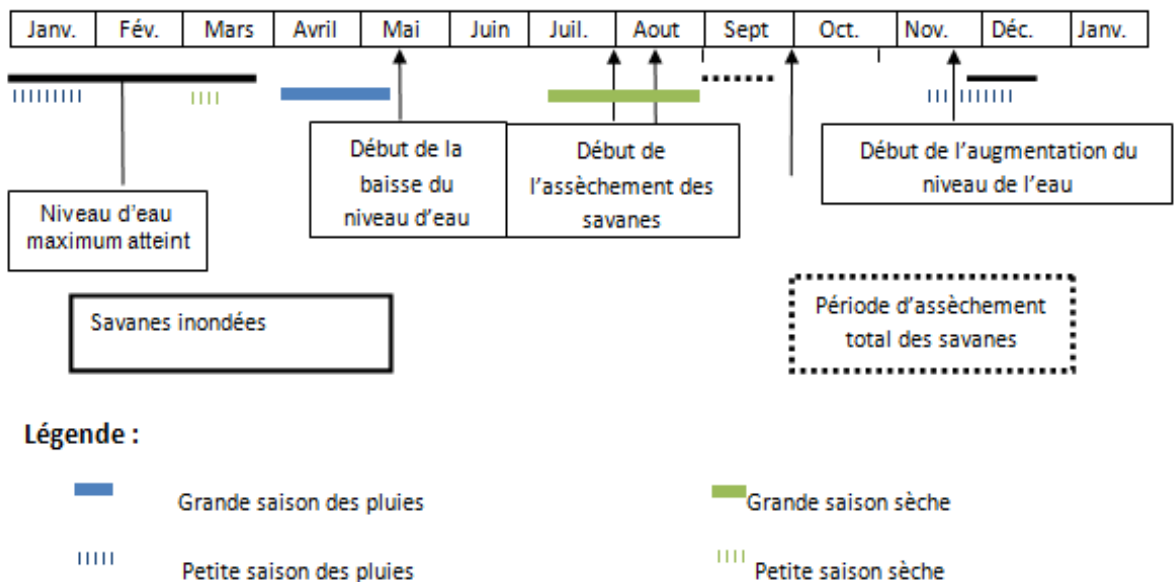 Janv. Fév. Mars Avril Mai Juin Juil. Aout Sept Oct. Nov. Déc. Janv.
Niveau d'eau
maximum atteint
Début de la
baisse du
niveau d'eau
Début de
l'assèchement des
savanes
Début de l'augmentation du
niveau de l'eau
Savanes inondées
Période d'assèchement
total des savanes
Légende :
Grande saison des pluies
Grande saison sèche
Petite saison des pluies
Petite saison sèche